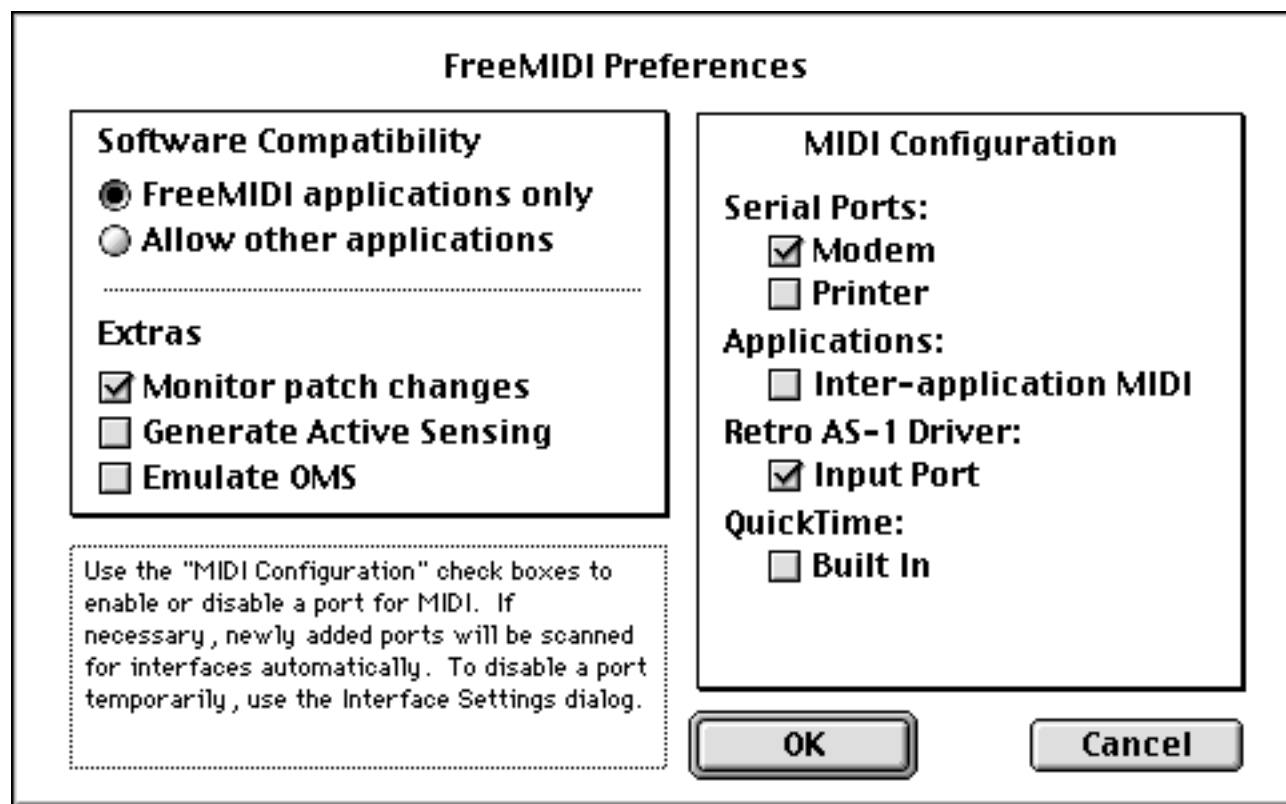 FreeMIDI Preferences
Software Compatibility
FreeMIDI applications only
Allow other applications
Extras
Monitor patch changes
Generate Active Sensing
Emulate OMS
Use the "MIDI Configuration" check boxes to
enable or disable a port for MIDI. If
necessary, newly added ports will be scanned
for interfaces automatically. To disable a port
temporarily, use the Interface Settings dialog.
MIDI Configuration
Serial Ports:
Modem
Printer
Applications:
Inter-application MIDI
Retro AS-1 Driver:
Input Port
QuickTime:
Built In
OK
Cancel